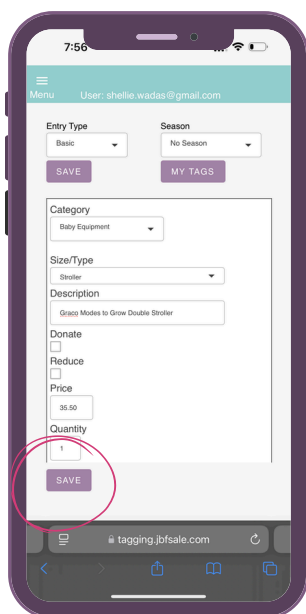 7:56
Menu User: shellie.wadas@gmail.com
Entry Type Season
Basic No Season
SAVE MY TAGS
Category
Baby Equipment
Size/Type
Stroller
Description
Graco Modes to Grow Double Stroller
Donate
Reduce
Price
35.50
Quantity
1
SAVE
tagging.jbfsale.com